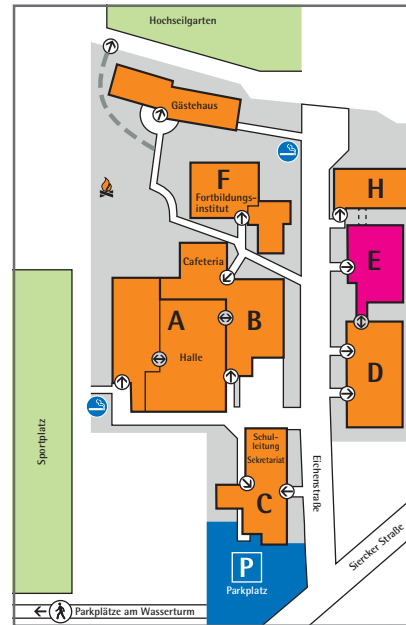 Hochseilgarten
Gästehaus
F
Fortbildungs-
institut
H
E
Cafeteria
A
B
Halle
D
Sportplatz
Schul-
leitung
Sekretariat
C
Eichenstraße
Siercker Straße
P
Parkplatz
Parkplätze am Wasserturm